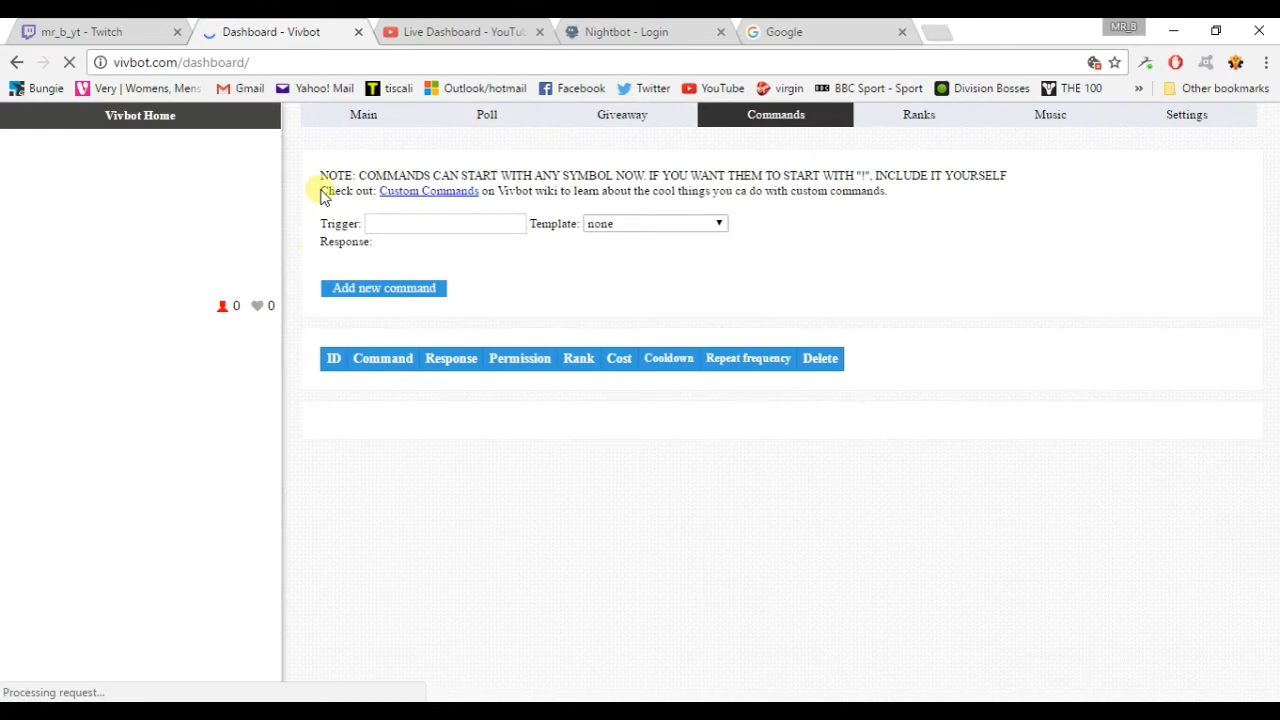 mr_b_yt - Twitch
Dashboard - Vivbot
Live Dashboard - YouTu
Nightbot - Login
Google
MR_B
vivbot.com/dashboard/
Bungie
Very | Womens, Mens
Gmail
Yahoo! Mail
tiscali
Outlook/hotmail
Facebook
Twitter
YouTube
virgin
BBC Sport - Sport
Division Bosses
THE 100
»
Other bookmarks
Vivbot Home
Main
Poll
Giveaway
Commands
Ranks
Music
Settings
NOTE: COMMANDS CAN START WITH ANY SYMBOL NOW. IF YOU WANT THEM TO START WITH "!", INCLUDE IT YOURSELF
Check out: Custom Commands on Vivbot wiki to learn about the cool things you ca do with custom commands.
Trigger: Template: none
Response:
Add new command
0 0
ID Command Response Permission Rank Cost Cooldown Repeat frequency Delete
Processing request...